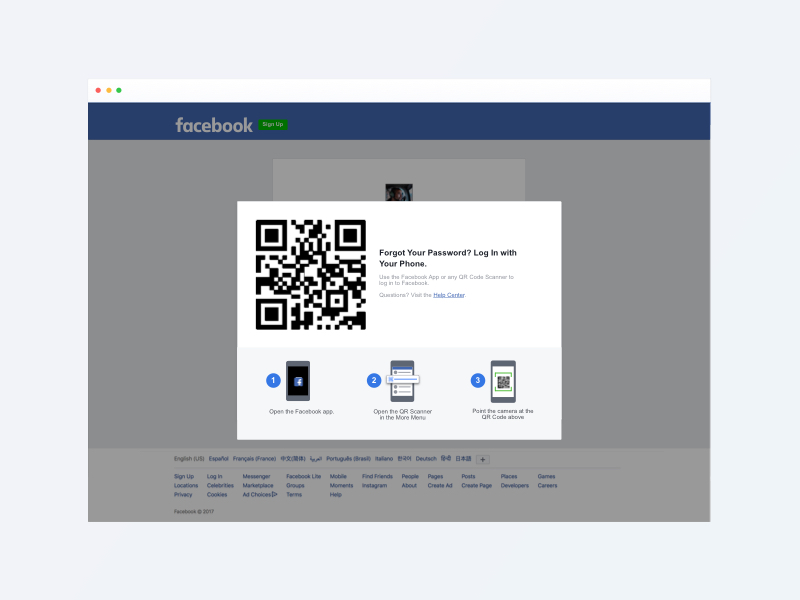 facebook Sign Up
Forgot Your Password? Log In with
Your Phone.
Use the Facebook App or any QR Code Scanner to
log in to Facebook.
Questions? Visit the Help Center.
1
Open the Facebook app.
2
Open the QR Scanner
in the More Menu
3
Point the camera at the
QR Code above
English (US) Español Français (France) 中文(简体) العربية Português (Brasil) Italiano 한국어 Deutsch हिन्दी 日本語 +
Sign Up Log In Messenger Facebook Lite Mobile Find Friends People Pages Posts Places Games
Locations Celebrities Marketplace Groups Moments Instagram About Create Ad Create Page Developers Careers
Privacy Cookies Ad Choices Terms Help
Facebook © 2017